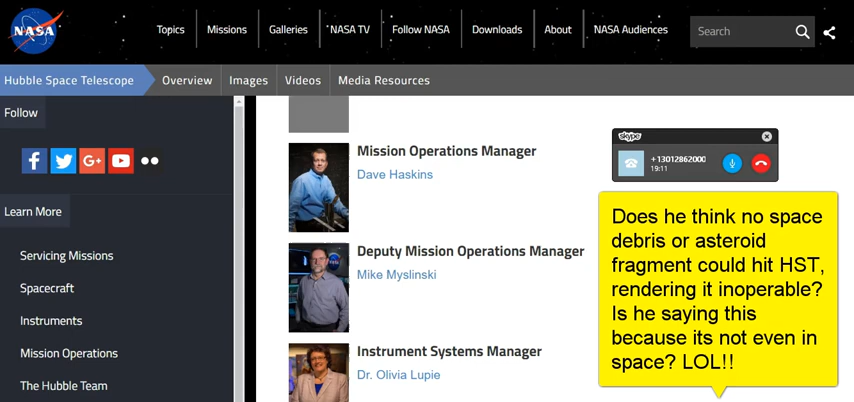 NASA
Topics Missions Galleries NASA TV Follow NASA Downloads About NASA Audiences Search
Hubble Space Telescope Overview Images Videos Media Resources
Follow
f G+ YouTube
Learn More
Servicing Missions
Spacecraft
Instruments
Mission Operations
The Hubble Team
Mission Operations Manager
Dave Haskins
Deputy Mission Operations Manager
Mike Myslinski
Instrument Systems Manager
Dr. Olivia Lupie
skype
+13012862000
19:11
Does he think no space
debris or asteroid
fragment could hit HST,
rendering it inoperable?
Is he saying this
because its not even in
space? LOL!!